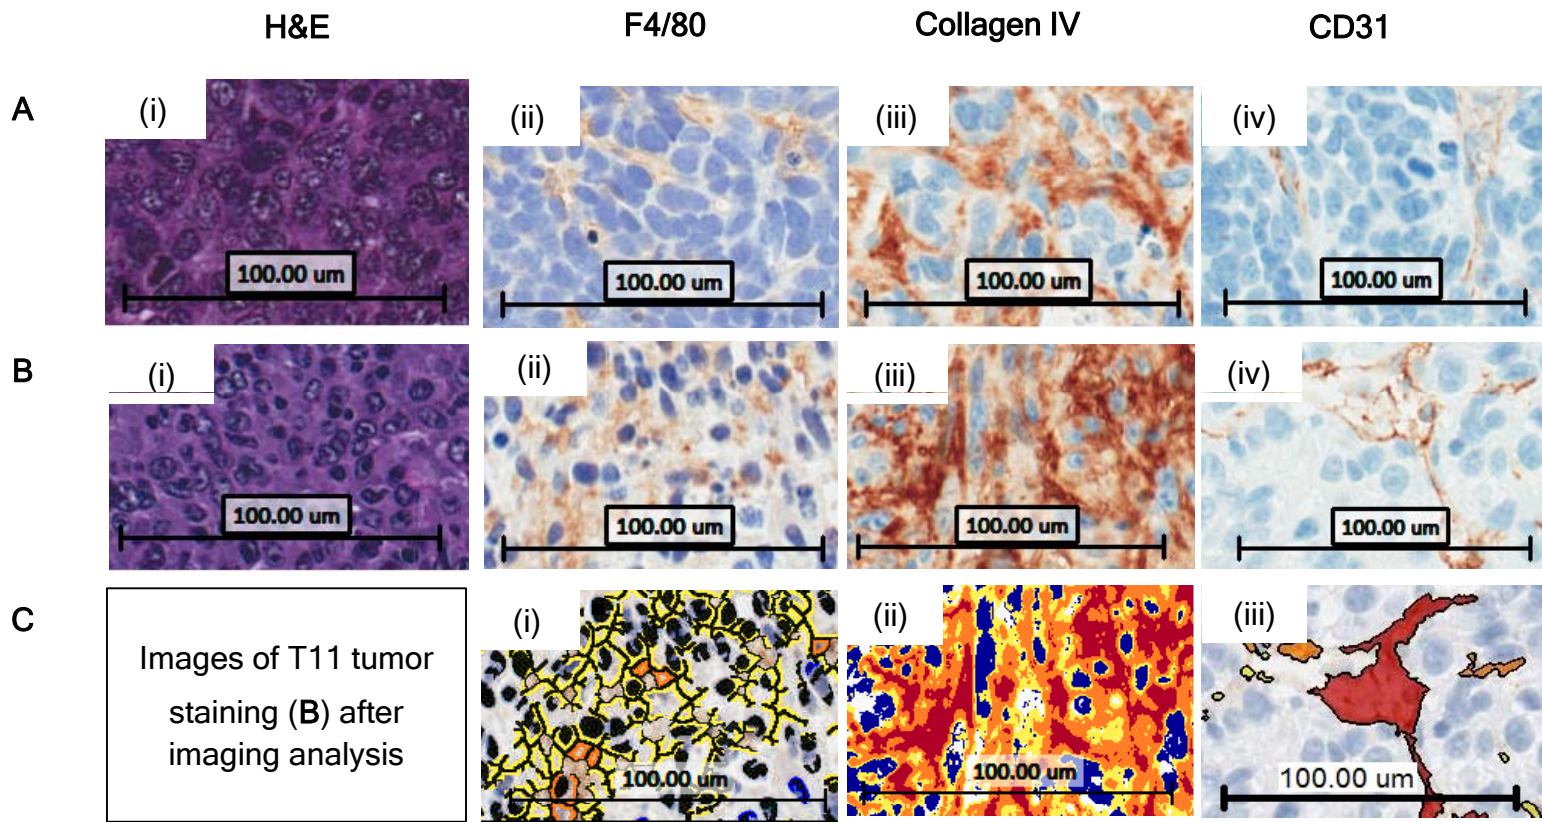 H&E F4/80 Collagen IV CD31
A (i) (ii) (iii) (iv)
100.00 um 100.00 um 100.00 um 100.00 um
B (i) (ii) (iii) (iv)
100.00 um 100.00 um 100.00 um 100.00 um
C (i) (ii) (iii)
Images of T11 tumor
staining (B) after
imaging analysis
100.00 um 100.00 um 100.00 um